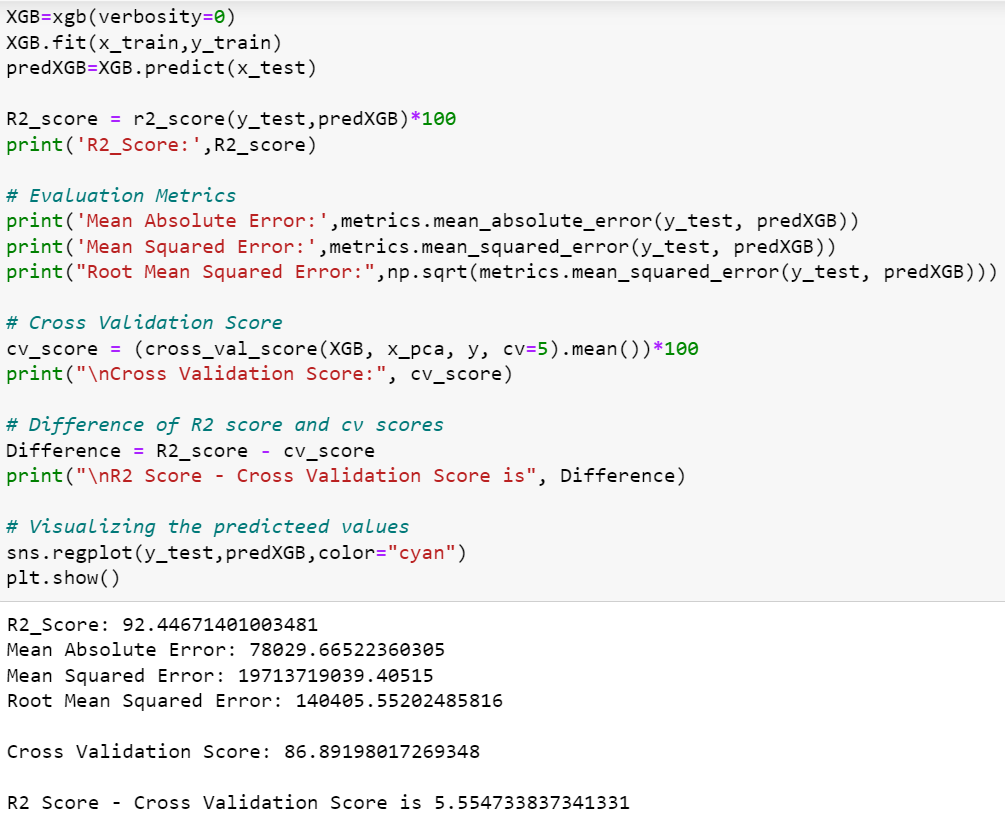 XGB=xgb(verbosity=0)
XGB.fit(x_train,y_train)
predXGB=XGB.predict(x_test)
R2_score = r2_score(y_test,predXGB)*100
print('R2_Score:',R2_score)
# Evaluation Metrics
print('Mean Absolute Error:',metrics.mean_absolute_error(y_test, predXGB))
print('Mean Squared Error:',metrics.mean_squared_error(y_test, predXGB))
print("Root Mean Squared Error:",np.sqrt(metrics.mean_squared_error(y_test, predXGB)))
# Cross Validation Score
cv_score = (cross_val_score(XGB, x_pca, y, cv=5).mean())*100
print("\nCross Validation Score:", cv_score)
# Difference of R2 score and cv scores
Difference = R2_score - cv_score
print("\nR2 Score - Cross Validation Score is", Difference)
# Visualizing the predicteed values
sns.regplot(y_test,predXGB,color="cyan")
plt.show()
R2_Score: 92.44671401003481
Mean Absolute Error: 78029.66522360305
Mean Squared Error: 19713719039.40515
Root Mean Squared Error: 140405.55202485816
Cross Validation Score: 86.89198017269348
R2 Score - Cross Validation Score is 5.554733837341331